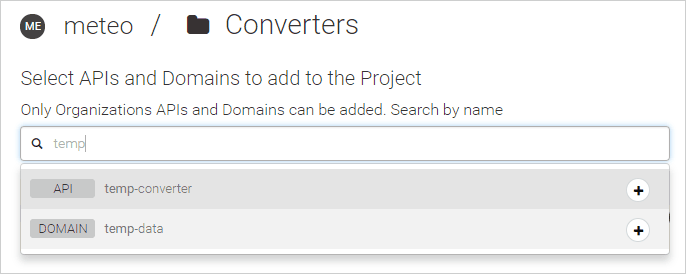 ME meteo / Converters
Select APIs and Domains to add to the Project
Only Organizations APIs and Domains can be added. Search by name
temp
API temp-converter
DOMAIN temp-data